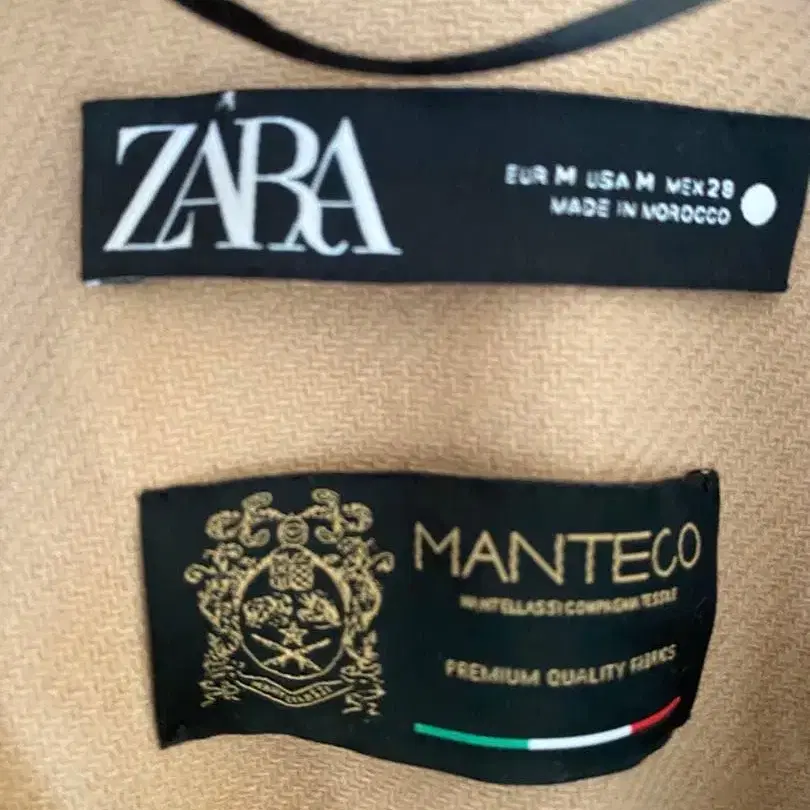 ZARA
EUR M USA M MEX 28
MADE IN MOROCCO
MANTECO
MANTELLASSI COMPAGNIA TESSILE
PREMIUM QUALITY FABRICS